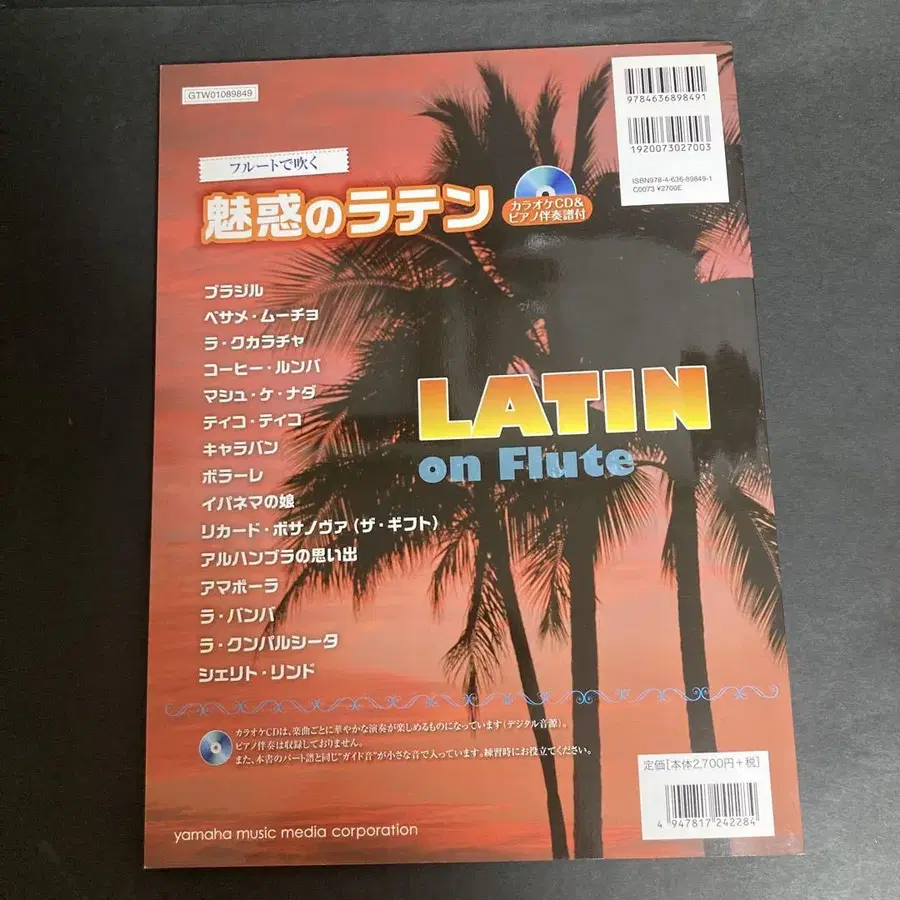 GTW01089849
9784636898491
1920073027003
ISBN978-4-636-89849-1
C0073 ¥2700E
フルートで吹く
魅惑のラテン
カラオケCD&
ピアノ伴奏譜付
ブラジル
ベサメ・ムーチョ
ラ・クカラチャ
コーヒー・ルンバ
マシュ・ケ・ナダ
ティコ・ティコ
キャラバン
ボラーレ
イパネマの娘
リカード・ボサノヴァ(ザ・ギフト)
アルハンブラの思い出
アマポーラ
ラ・バンバ
ラ・クンパルシータ
シェリト・リンド
LATIN
on Flute
カラオケCDは、楽曲ごとに華やかな演奏が楽しめるものになっています(デジタル音源)。
ピアノ伴奏は収録しておりません。
また、本書のパート譜と同じ"ガイド音"が小さな音で入っています。練習時にお役立てください。
定価[本体2,700円+税]
4 947817 242284
yamaha music media corporation